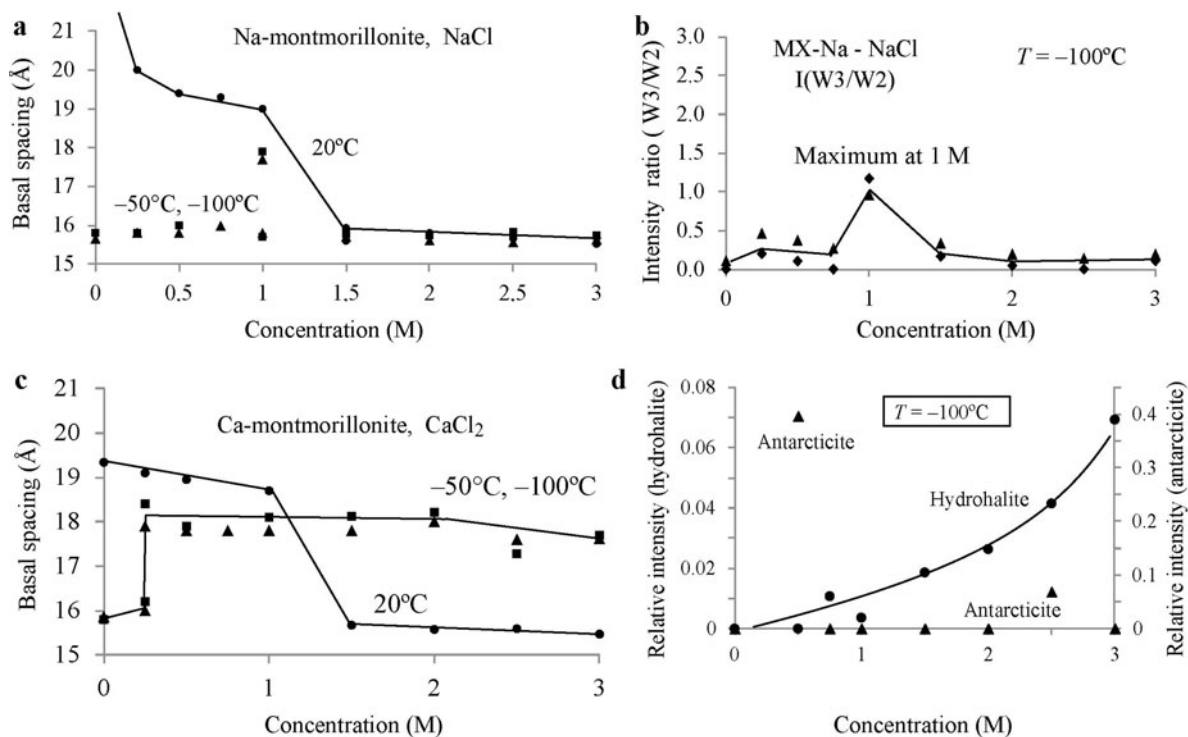 a
Na-montmorillonite, NaCl
Basal spacing (Å)
21
20
19
18
17
16
15
20ºC
–50°C, –100ºC
0
0.5
1
1.5
2
2.5
3
Concentration (M)
b
MX-Na - NaCl
I(W3/W2)
T = –100ºC
Maximum at 1 M
Intensity ratio ( W3/W2)
3.0
2.5
2.0
1.5
1.0
0.5
0.0
0
1
2
3
Concentration (M)
c
Ca-montmorillonite, CaCl2
Basal spacing (Å)
21
20
19
18
17
16
15
–50°C, –100ºC
20ºC
0
1
2
3
Concentration (M)
d
T = –100ºC
Antarcticite
Hydrohalite
Antarcticite
Relative intensity (hydrohalite)
0.08
0.06
0.04
0.02
0
Relative intensity (antarcticite)
0.4
0.3
0.2
0.1
0
0
1
2
3
Concentration (M)